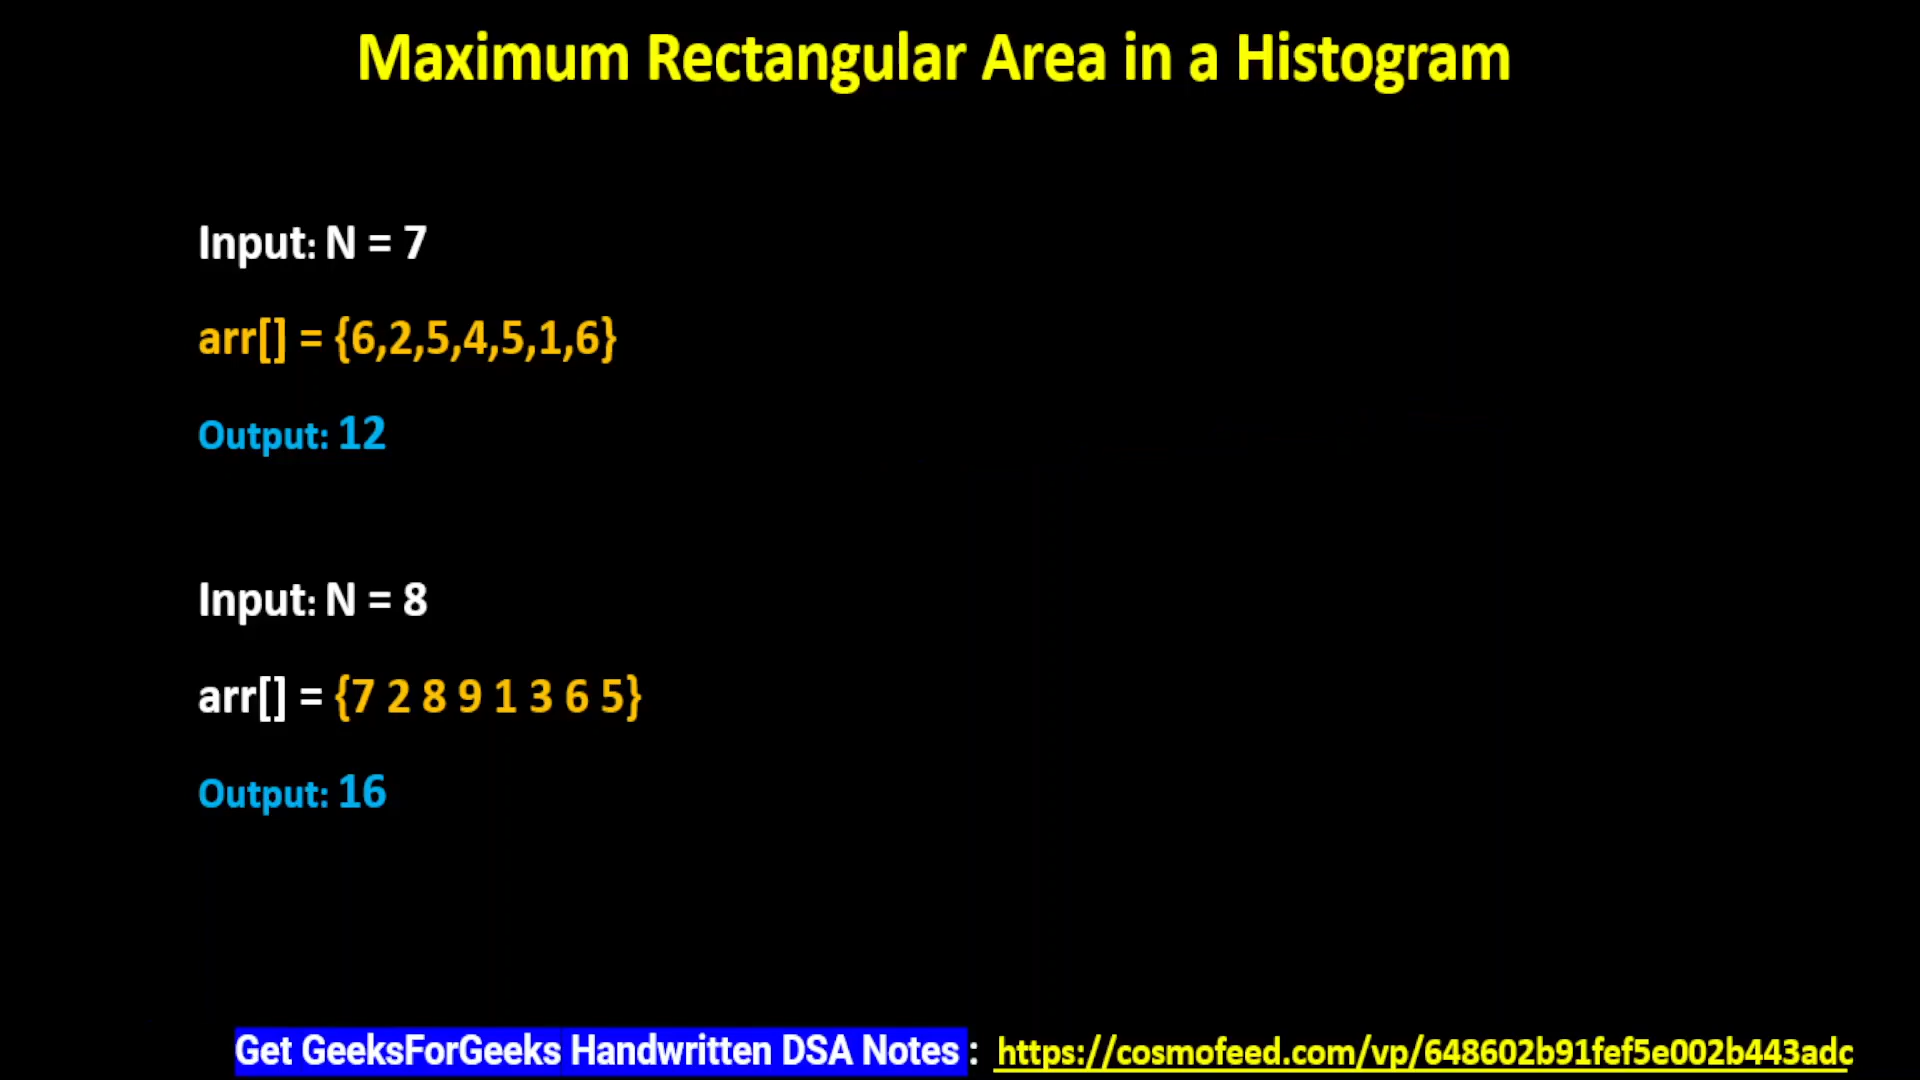 Maximum Rectangular Area in a Histogram
Input: N = 7
arr[] = {6,2,5,4,5,1,6}
Output: 12
Input: N = 8
arr[] = {7 2 8 9 1 3 6 5}
Output: 16
Get GeeksForGeeks Handwritten DSA Notes : https://cosmofeed.com/vp/648602b91fef5e002b443adc